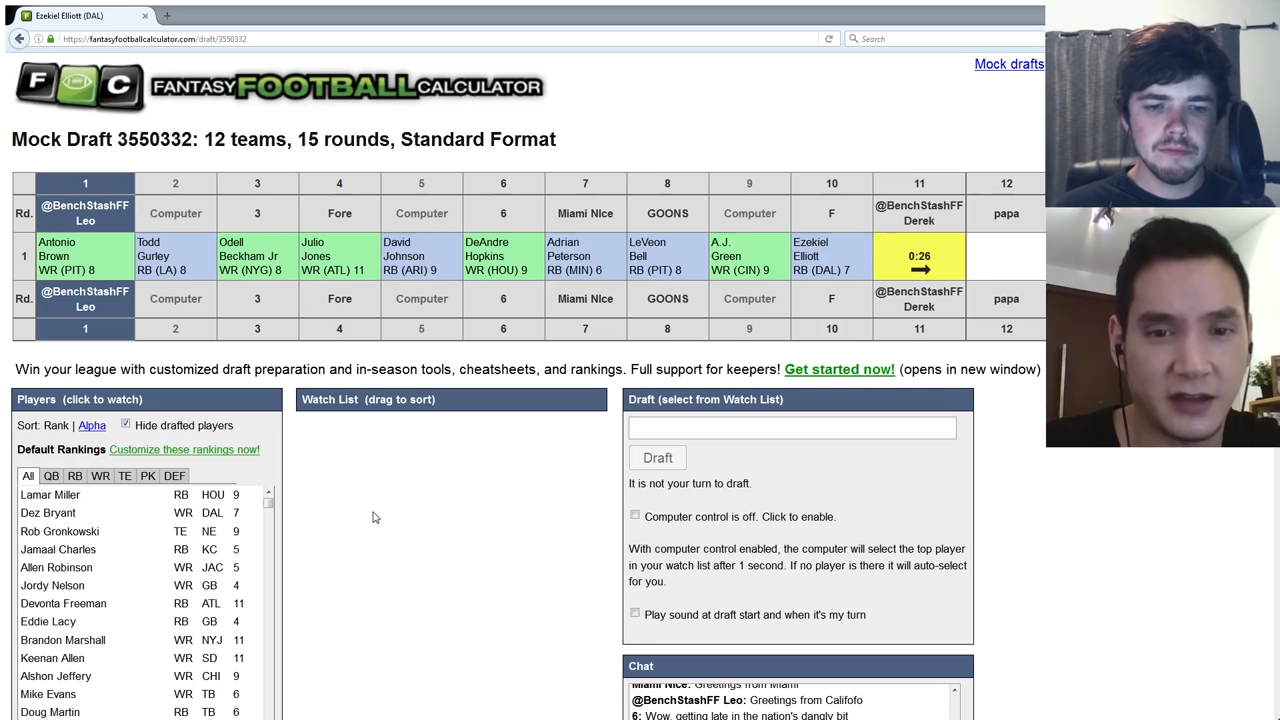 Ezekiel Elliott (DAL)
https://fantasyfootballcalculator.com/draft/3550332
Search
F C FANTASYFOOTBALLCALCULATOR
Mock drafts
Mock Draft 3550332: 12 teams, 15 rounds, Standard Format
1 2 3 4 5 6 7 8 9 10 11 12
Rd. @BenchStashFF Leo Computer 3 Fore Computer 6 Miami NIce GOONS Computer F @BenchStashFF Derek papa
1 Antonio Brown WR (PIT) 8 Todd Gurley RB (LA) 8 Odell Beckham Jr WR (NYG) 8 Julio Jones WR (ATL) 11 David Johnson RB (ARI) 9 DeAndre Hopkins WR (HOU) 9 Adrian Peterson RB (MIN) 6 LeVeon Bell RB (PIT) 8 A.J. Green WR (CIN) 9 Ezekiel Elliott RB (DAL) 7 0:26
Rd. @BenchStashFF Leo Computer 3 Fore Computer 6 Miami NIce GOONS Computer F @BenchStashFF Derek papa
1 2 3 4 5 6 7 8 9 10 11 12
Win your league with customized draft preparation and in-season tools, cheatsheets, and rankings. Full support for keepers! Get started now! (opens in new window)
Players (click to watch)
Sort: Rank | Alpha Hide drafted players
Default Rankings Customize these rankings now!
All QB RB WR TE PK DEF
Lamar Miller RB HOU 9
Dez Bryant WR DAL 7
Rob Gronkowski TE NE 9
Jamaal Charles RB KC 5
Allen Robinson WR JAC 5
Jordy Nelson WR GB 4
Devonta Freeman RB ATL 11
Eddie Lacy RB GB 4
Brandon Marshall WR NYJ 11
Keenan Allen WR SD 11
Alshon Jeffery WR CHI 9
Mike Evans WR TB 6
Doug Martin RB TB 6
Watch List (drag to sort)
Draft (select from Watch List)
Draft
It is not your turn to draft.
Computer control is off. Click to enable.
With computer control enabled, the computer will select the top player
in your watch list after 1 second. If no player is there it will auto-select
for you.
Play sound at draft start and when it's my turn
Chat
Miami Nice: Greetings from Miami
@BenchStashFF Leo: Greetings from Califofo
6: Wow, getting late in the nation's dangly bit